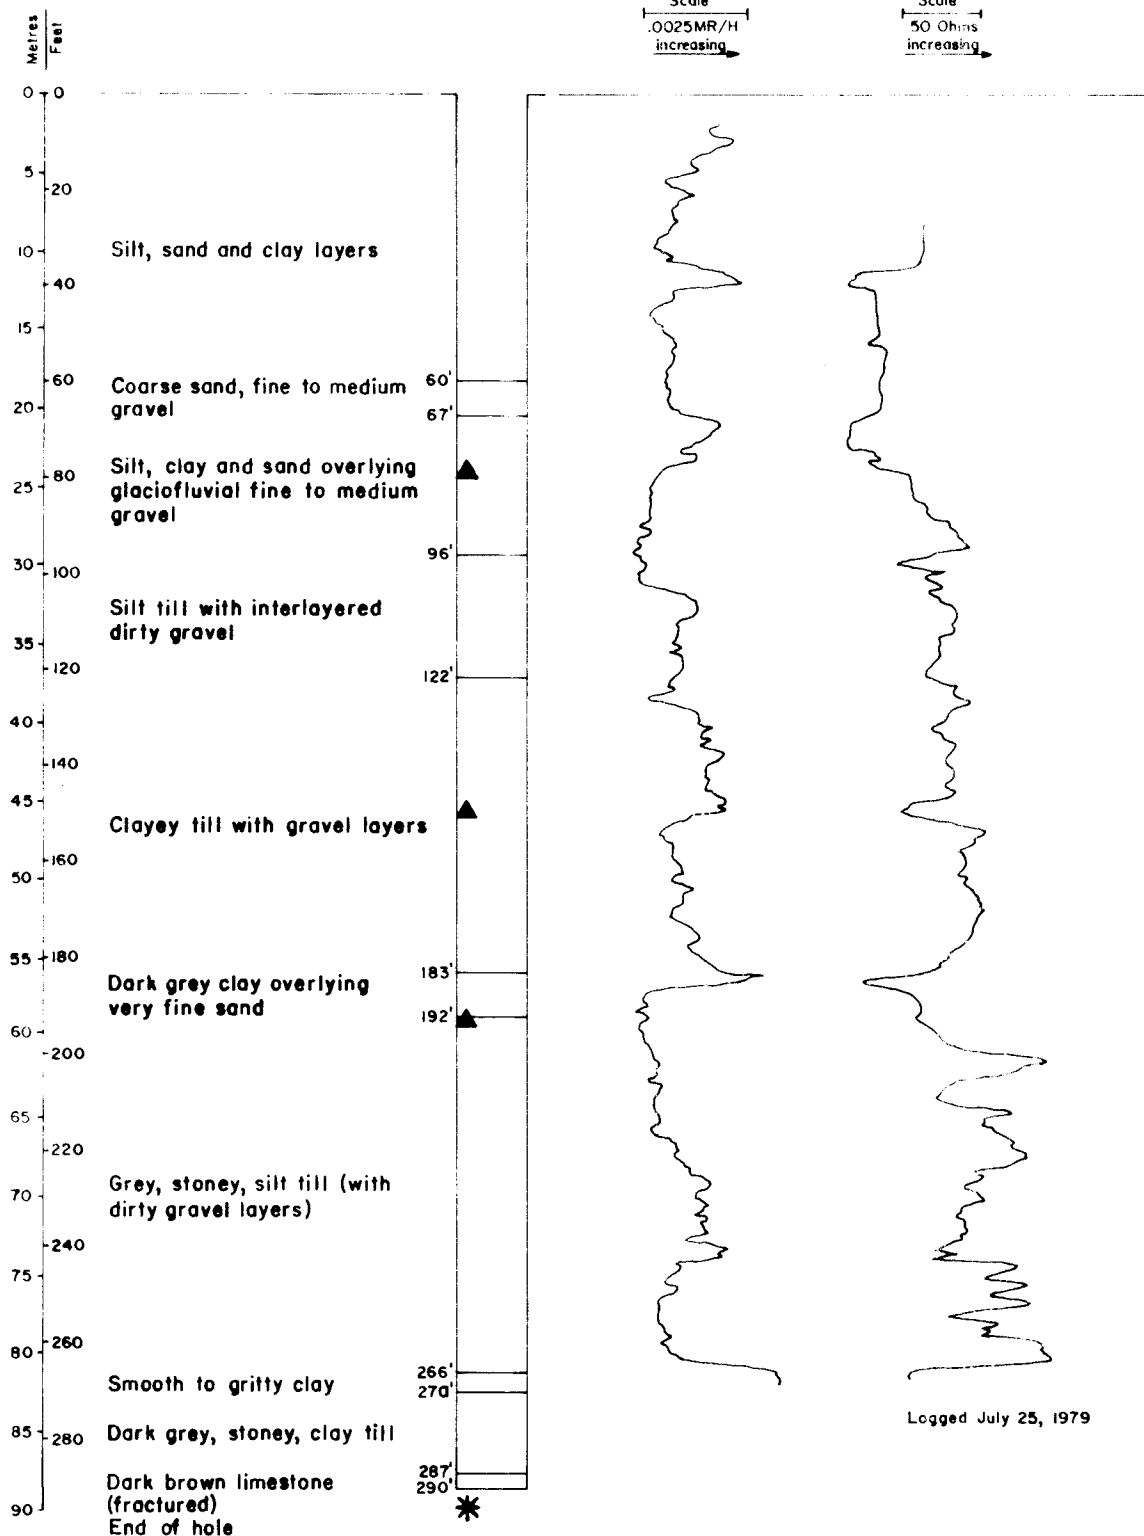 Scale
Scale
.0025MR/H
50 Ohms
increasing
increasing
Metres
Feet
0 0
5
20
10
Silt, sand and clay layers
40
15
60
Coarse sand, fine to medium
gravel
60'
20
67'
Silt, clay and sand overlying
glaciofluvial fine to medium
gravel
80
25
96'
30
100
Silt till with interlayered
dirty gravel
35
120
122'
40
140
45
Clayey till with gravel layers
160
50
180
55
183'
Dark grey clay overlying
very fine sand
192'
60
200
65
220
Grey, stoney, silt till (with
dirty gravel layers)
70
240
75
260
80
266'
Smooth to gritty clay
270'
Logged July 25, 1979
85
280
Dark grey, stoney, clay till
287'
Dark brown limestone
(fractured)
290'
90
End of hole